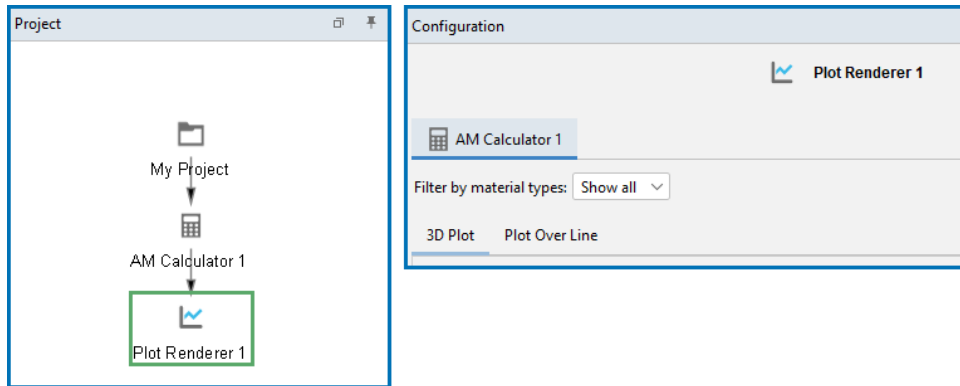 Project
My Project
AM Calculator 1
Plot Renderer 1
Configuration
Plot Renderer 1
AM Calculator 1
Filter by material types: Show all
3D Plot Plot Over Line